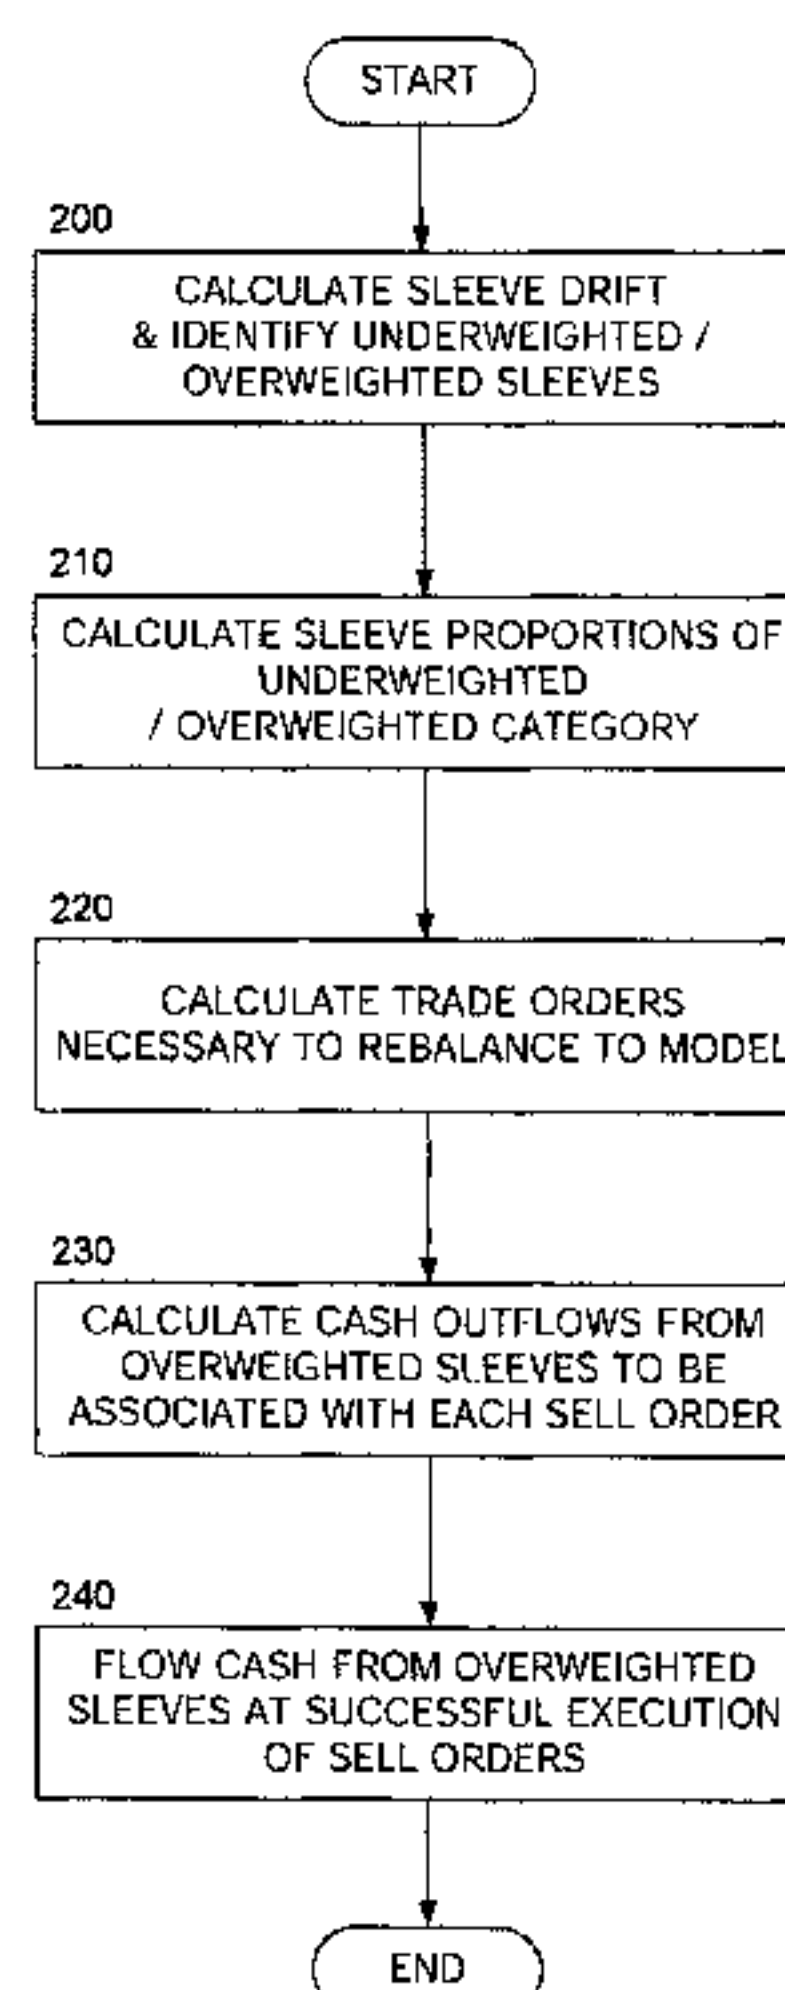 START
200
CALCULATE SLEEVE DRIFT
& IDENTIFY UNDERWEIGHTED /
OVERWEIGHTED SLEEVES
210
CALCULATE SLEEVE PROPORTIONS OF
UNDERWEIGHTED
/ OVERWEIGHTED CATEGORY
220
CALCULATE TRADE ORDERS
NECESSARY TO REBALANCE TO MODEL
230
CALCULATE CASH OUTFLOWS FROM
OVERWEIGHTED SLEEVES TO BE
ASSOCIATED WITH EACH SELL ORDER
240
FLOW CASH FROM OVERWEIGHTED
SLEEVES AT SUCCESSFUL EXECUTION
OF SELL ORDERS
END